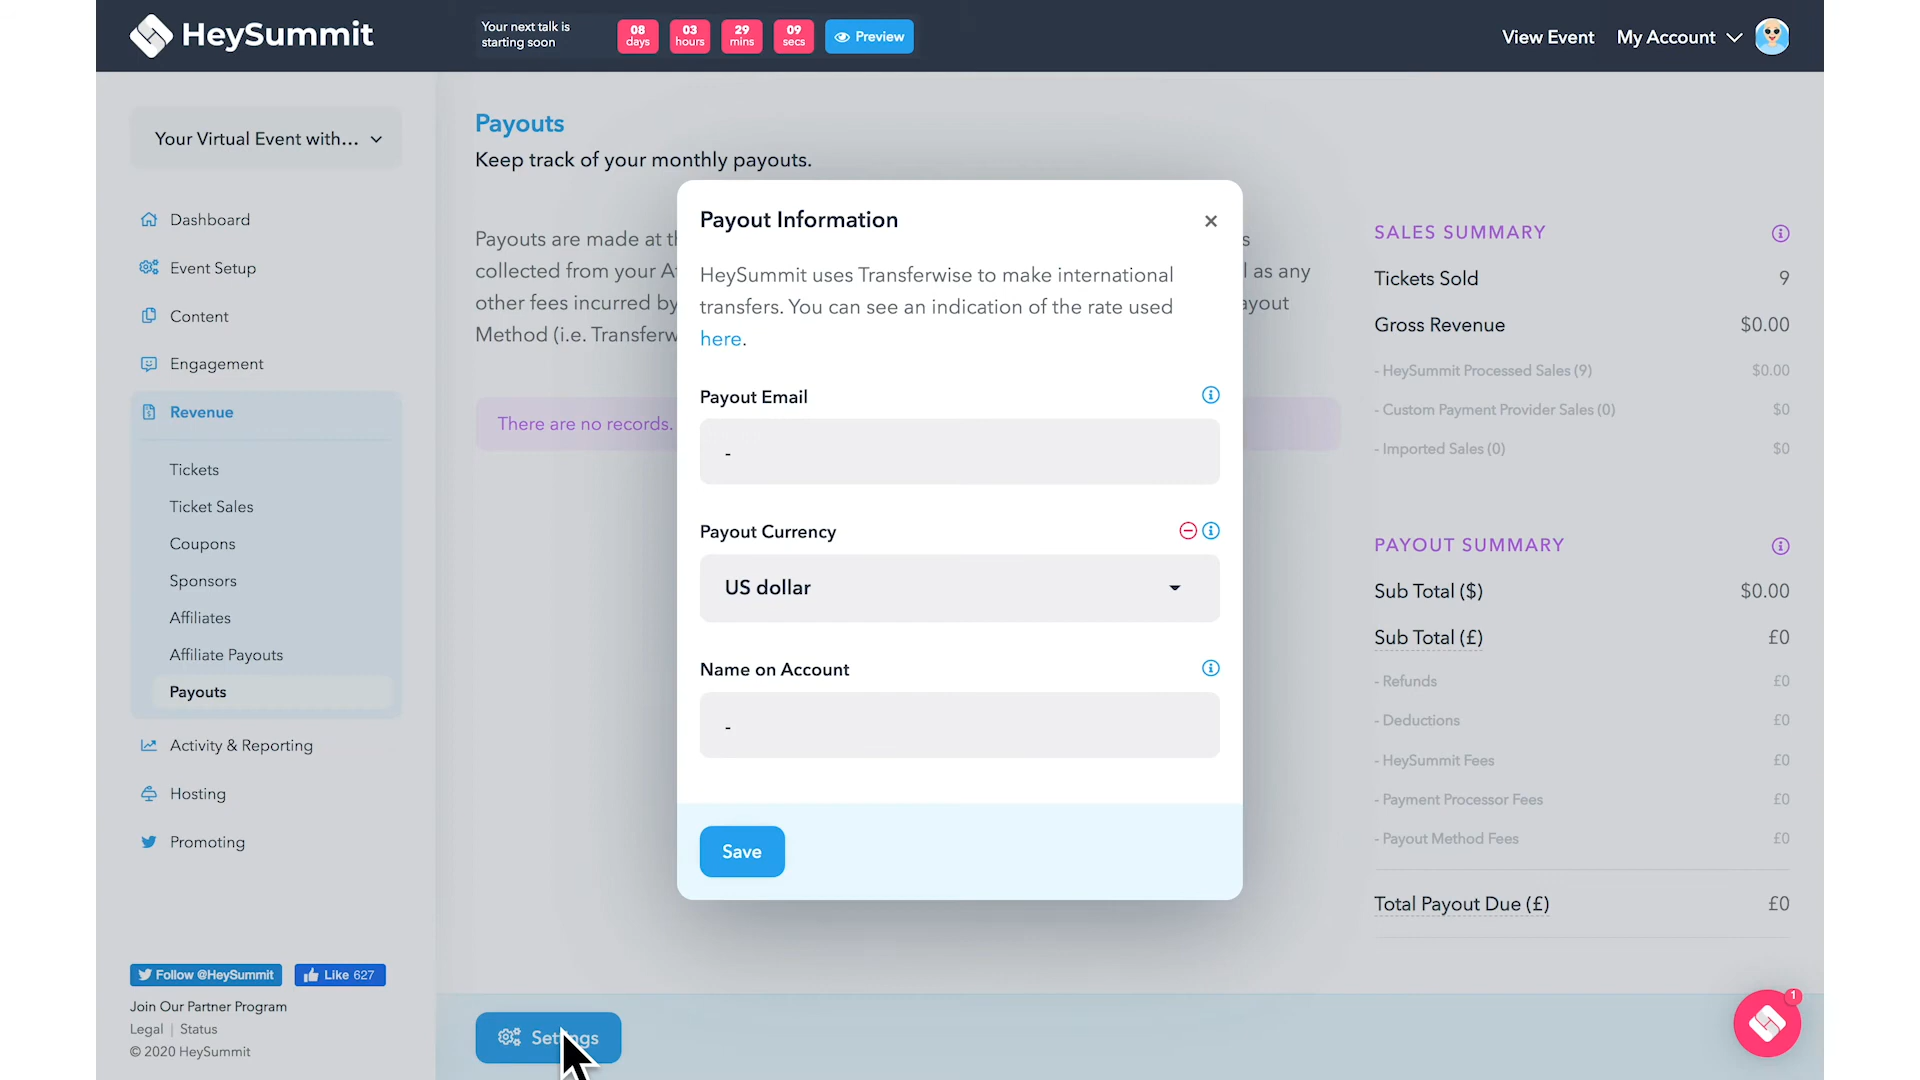 HeySummit
Your next talk is
starting soon
08
days
03
hours
29
mins
09
secs
Preview
View Event
My Account
Your Virtual Event with...
Dashboard
Event Setup
Content
Engagement
Revenue
Tickets
Ticket Sales
Coupons
Sponsors
Affiliates
Affiliate Payouts
Payouts
Activity & Reporting
Hosting
Promoting
Follow @HeySummit
Like 627
Join Our Partner Program
Legal | Status
© 2020 HeySummit
Payouts
Keep track of your monthly payouts.
Payouts are made at
collected from your
l as any
other fees incurred by
Method (i.e. Transferw
There are no records.
Payout Information
×
HeySummit uses Transferwise to make international
transfers. You can see an indication of the rate used
here.
Payout Email
-
Payout Currency
US dollar
Name on Account
-
Save
Settings
SALES SUMMARY
Tickets Sold 9
Gross Revenue $0.00
- HeySummit Processed Sales (9) $0.00
- Custom Payment Provider Sales (0) $0
- Imported Sales (0) $0
PAYOUT SUMMARY
Sub Total ($) $0.00
Sub Total (£) £0
- Refunds £0
- Deductions £0
- HeySummit Fees £0
- Payment Processor Fees £0
- Payout Method Fees £0
Total Payout Due (£) £0
1